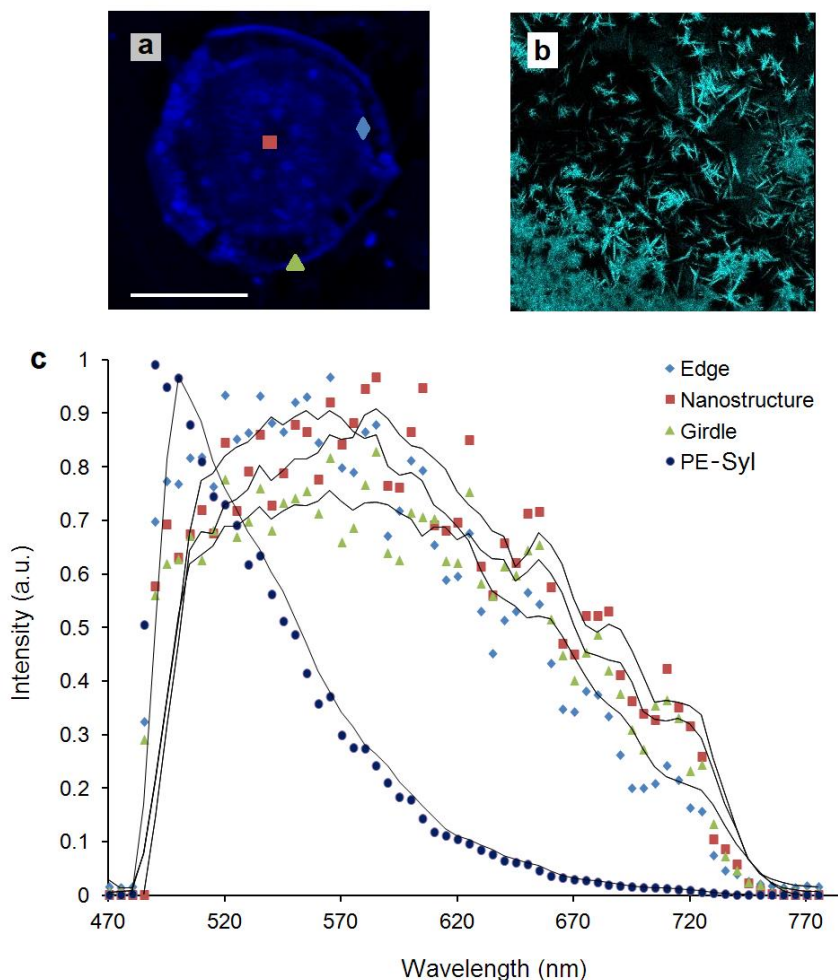 a
b
c
Edge
Nanostructure
Girdle
PE-Syl
1
0.9
0.8
0.7
0.6
0.5
0.4
0.3
0.2
0.1
0
Intensity (a.u.)
470 520 570 620 670 720 770
Wavelength (nm)